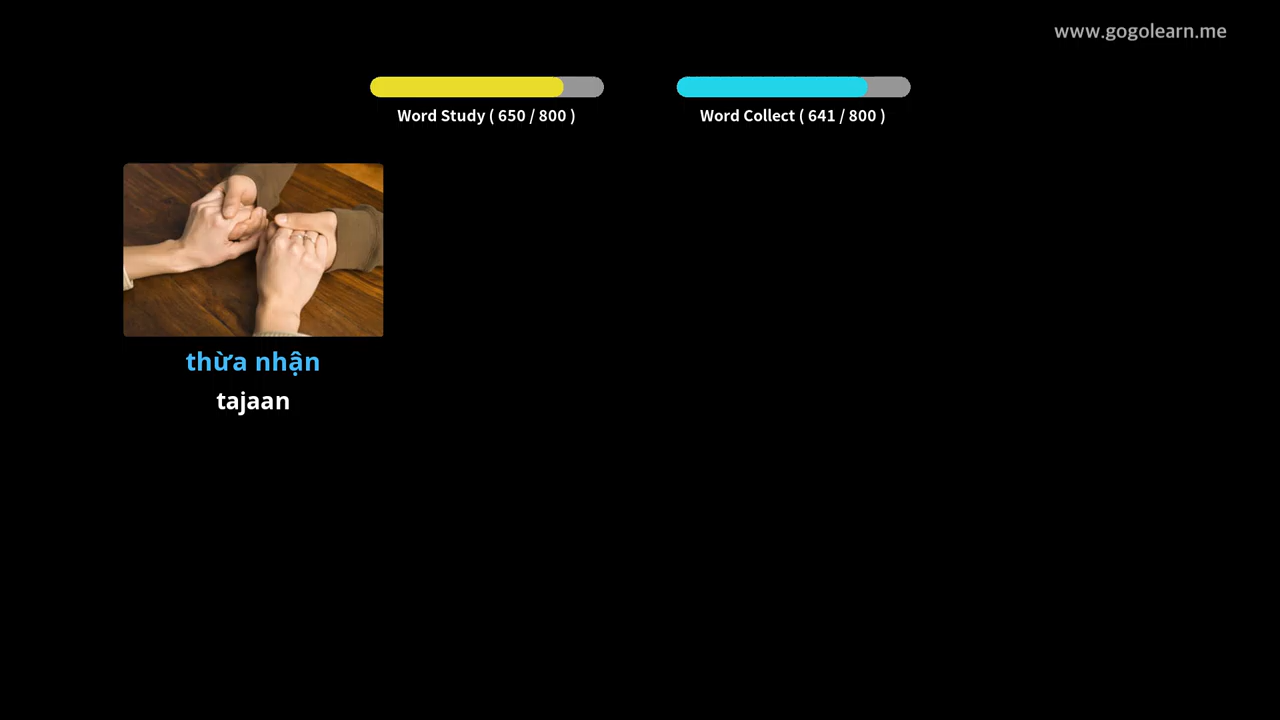 www.gogolearn.me
Word Study ( 650 / 800 )
Word Collect ( 641 / 800 )
thừa nhận
tajaan